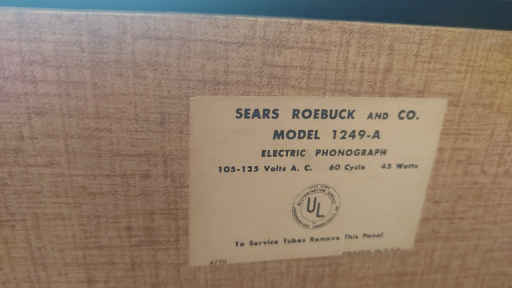 SEARS ROEBUCK AND CO.
MODEL 1249-A
ELECTRIC PHONOGRAPH
105-125 Volts A. C. 60 Cycle 45 Watts
UL
To Service Tubes Remove This Panel